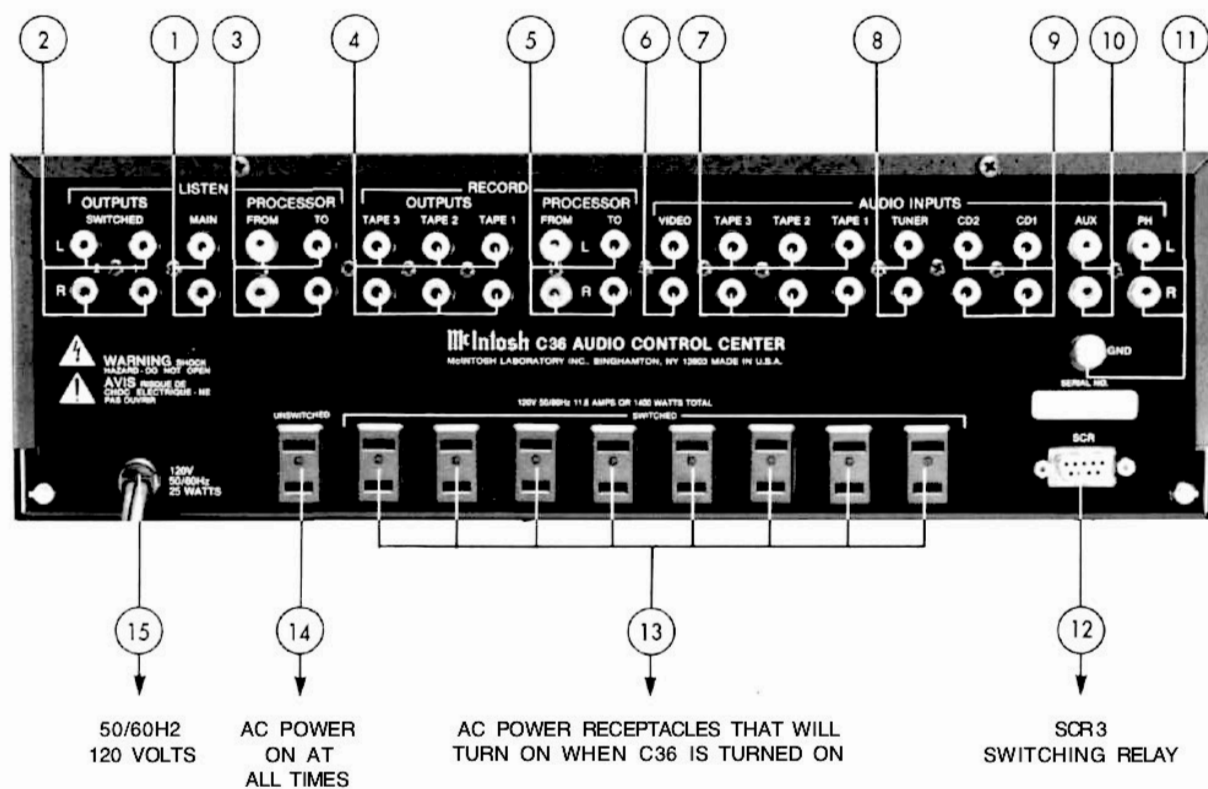 2 1 3 4 5 6 7 8 9 10 11
LISTEN RECORD
OUTPUTS PROCESSOR OUTPUTS PROCESSOR AUDIO INPUTS
SWITCHED MAIN FROM TO TAPE 3 TAPE 2 TAPE 1 FROM TO VIDEO TAPE 3 TAPE 2 TAPE 1 TUNER CD2 CD1 AUX PH
L L L
R R R
McIntosh C36 AUDIO CONTROL CENTER
McINTOSH LABORATORY INC., BINGHAMTON, NY 13903 MADE IN U.S.A.
GND
SERIAL NO.
WARNING SHOCK
HAZARD - DO NOT OPEN
AVIS RISQUE DE
CHOC ELECTRIQUE - NE
PAS OUVRIR
120V 50/60Hz 11.6 AMPS OR 1400 WATTS TOTAL
UNSWITCHED SWITCHED
SCR
120V
50/60Hz
25 WATTS
15 14 13 12
50/60H2
120 VOLTS
AC POWER
ON AT
ALL TIMES
AC POWER RECEPTACLES THAT WILL
TURN ON WHEN C36 IS TURNED ON
SCR3
SWITCHING RELAY